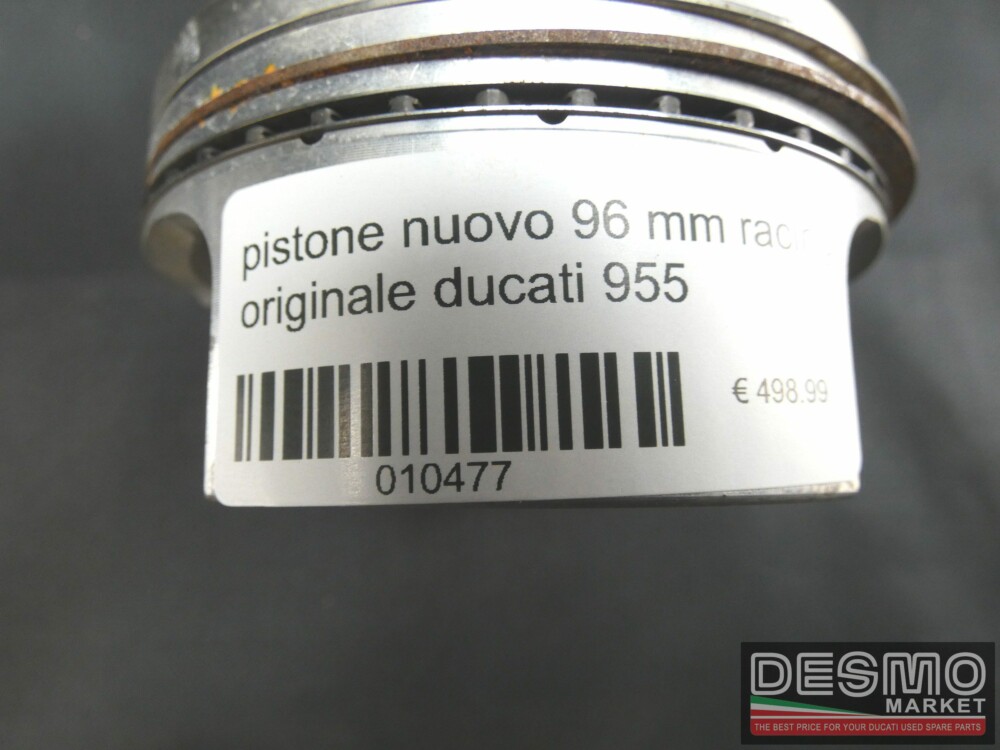 pistone nuovo 96 mm
originale ducati 955
€ 498.99
010477
DESMO
MARKET
THE BEST PRICE FOR YOUR DUCATI USED SPARE PARTS